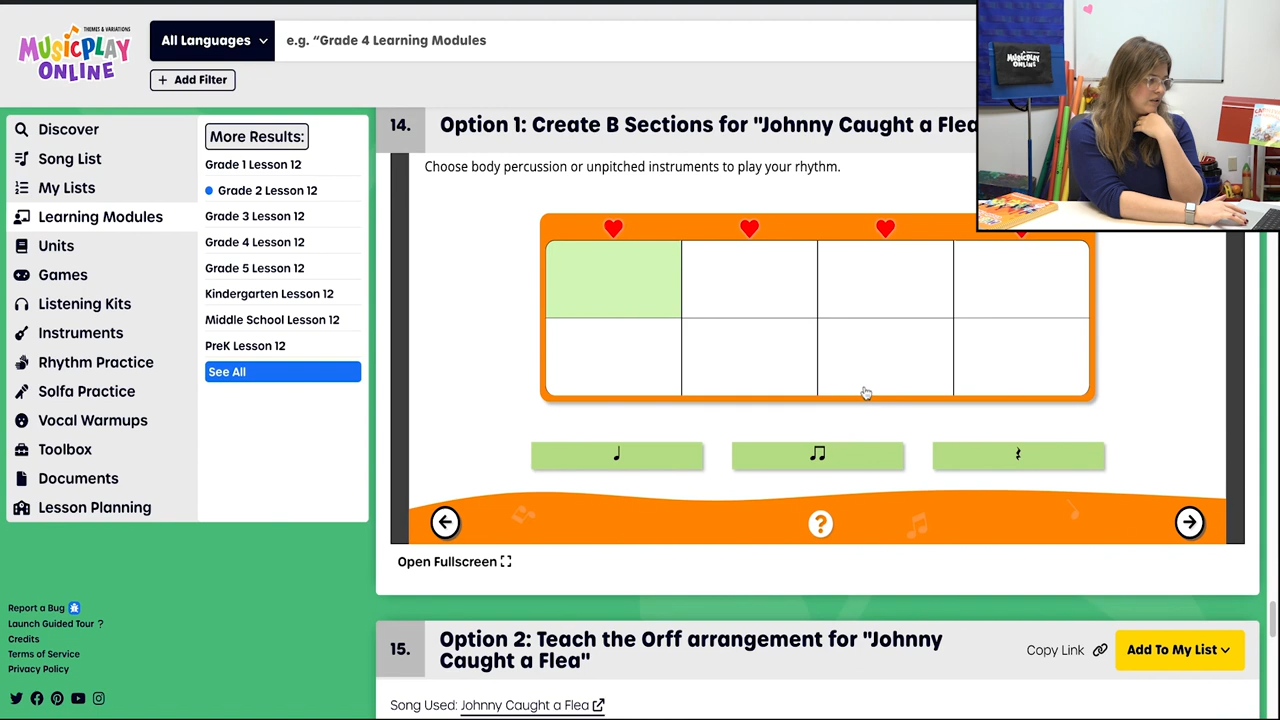 THEMES & VARIATIONS
MUSICPLAY
ONLINE
All Languages
e.g. “Grade 4 Learning Modules
+ Add Filter
Discover
Song List
My Lists
Learning Modules
Units
Games
Listening Kits
Instruments
Rhythm Practice
Solfa Practice
Vocal Warmups
Toolbox
Documents
Lesson Planning
More Results:
Grade 1 Lesson 12
Grade 2 Lesson 12
Grade 3 Lesson 12
Grade 4 Lesson 12
Grade 5 Lesson 12
Kindergarten Lesson 12
Middle School Lesson 12
PreK Lesson 12
See All
Report a Bug
Launch Guided Tour ?
Credits
Terms of Service
Privacy Policy
14.
Option 1: Create B Sections for "Johnny Caught a Flea
Choose body percussion or unpitched instruments to play your rhythm.
?
Open Fullscreen
15.
Option 2: Teach the Orff arrangement for "Johnny
Caught a Flea"
Copy Link
Add To My List
Song Used: Johnny Caught a Flea
MUSICPLAY
ONLINE